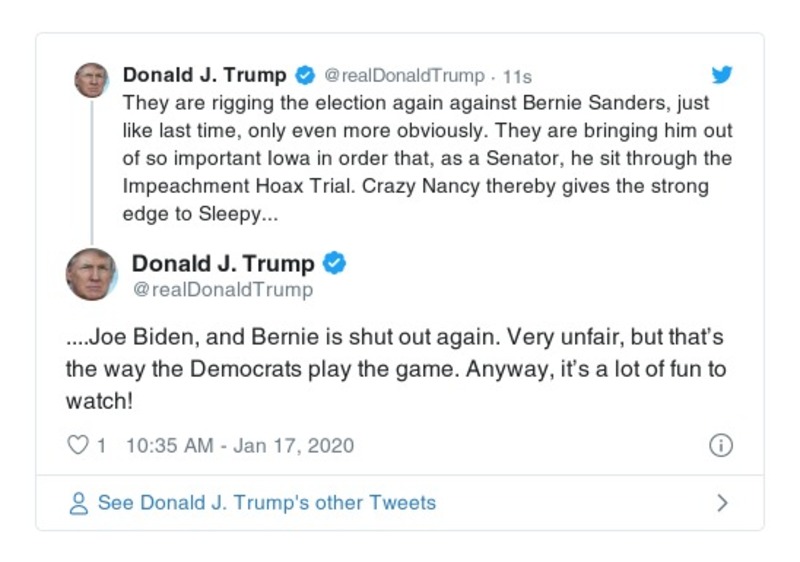 Donald J. Trump @realDonaldTrump · 11s
They are rigging the election again against Bernie Sanders, just
like last time, only even more obviously. They are bringing him out
of so important Iowa in order that, as a Senator, he sit through the
Impeachment Hoax Trial. Crazy Nancy thereby gives the strong
edge to Sleepy...
Donald J. Trump
@realDonaldTrump
....Joe Biden, and Bernie is shut out again. Very unfair, but that’s
the way the Democrats play the game. Anyway, it’s a lot of fun to
watch!
1 10:35 AM - Jan 17, 2020
See Donald J. Trump's other Tweets